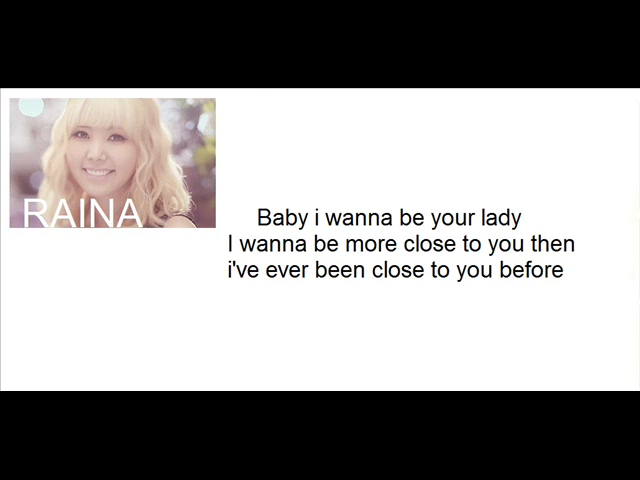 RAINA
Baby i wanna be your lady
I wanna be more close to you then
i've ever been close to you before